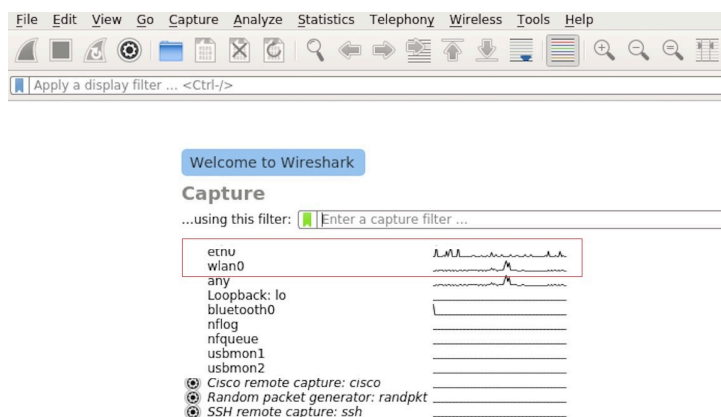 File Edit View Go Capture Analyze Statistics Telephony Wireless Tools Help
Apply a display filter ... <Ctrl-/>
Welcome to Wireshark
Capture
...using this filter: Enter a capture filter ...
eth0
wlan0
any
Loopback: lo
bluetooth0
nflog
nfqueue
usbmon1
usbmon2
Cisco remote capture: cisco
Random packet generator: randpkt
SSH remote capture: ssh